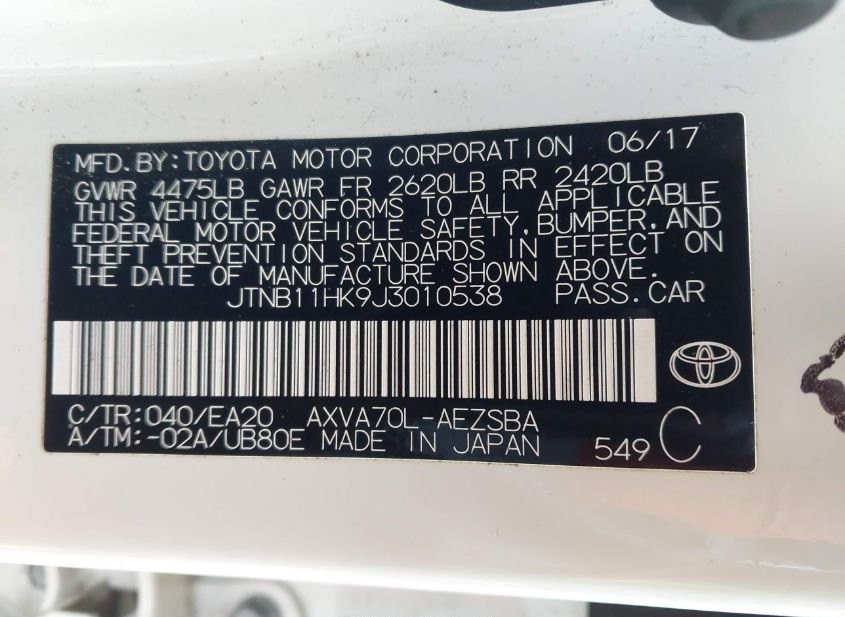 MFD.BY:TOYOTA MOTOR CORPORATION 06/17
GVWR 4475LB GAWR FR 2620LB RR 2420LB
THIS VEHICLE CONFORMS TO ALL APPLICABLE
FEDERAL MOTOR VEHICLE SAFETY,BUMPER,AND
THEFT PREVENTION STANDARDS IN EFFECT ON
THE DATE OF MANUFACTURE SHOWN ABOVE.
JTNB11HK9J3010538 PASS.CAR
C/TR:040/EA20 AXVA70L-AEZSBA
A/TM:-02A/UB80E MADE IN JAPAN 549 C